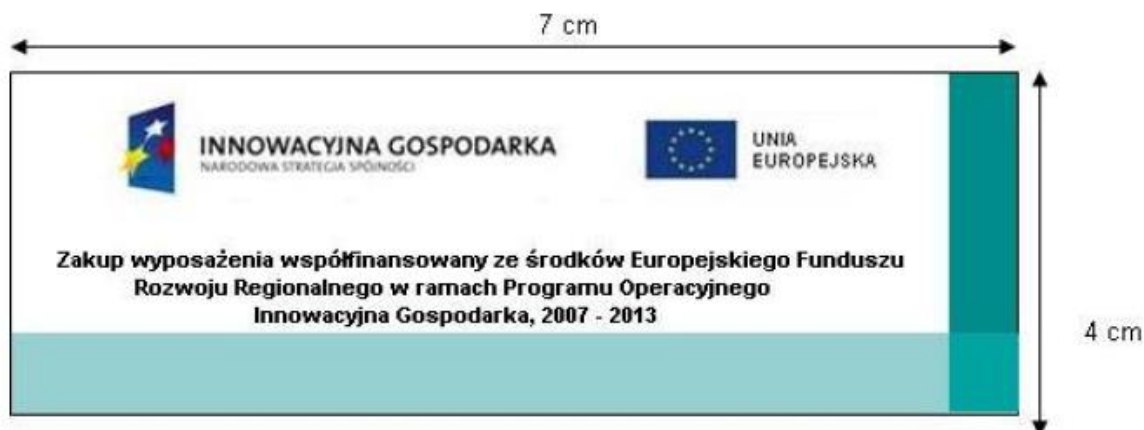 7 cm
INNOWACYJNA GOSPODARKA
NARODOWA STRATEGIA SPÓJNOŚCI
UNIA
EUROPEJSKA
Zakup wyposażenia współfinansowany ze środków Europejskiego Funduszu
Rozwoju Regionalnego w ramach Programu Operacyjnego
Innowacyjna Gospodarka, 2007 - 2013
4 cm